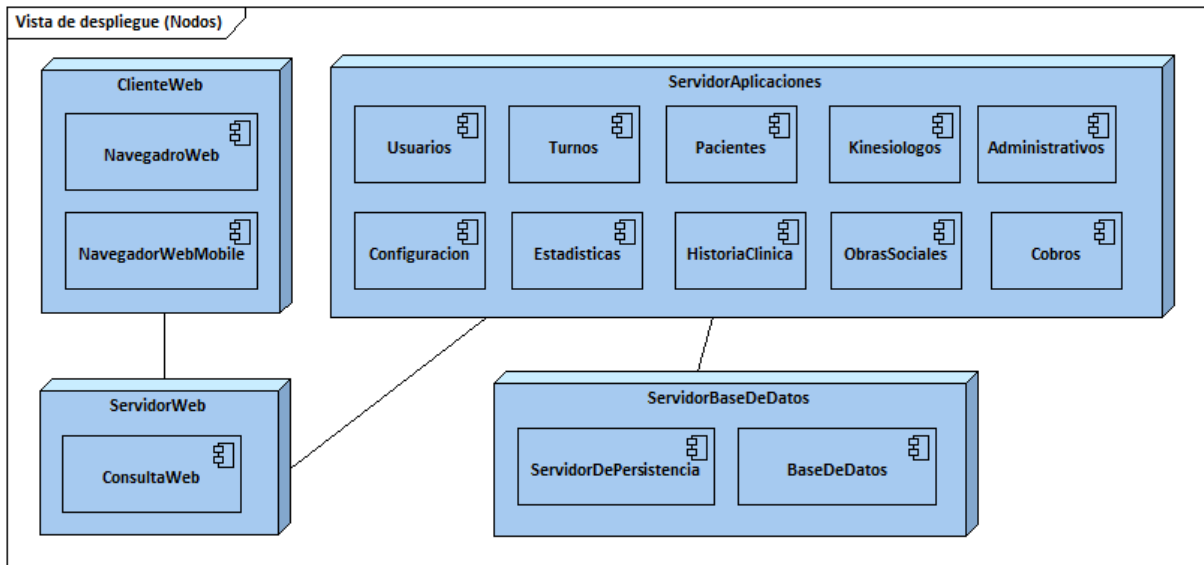 Vista de despliegue (Nodos)
ClienteWeb
NavegadroWeb
NavegadorWebMobile
ServidorAplicaciones
Usuarios
Turnos
Pacientes
Kinesiologos
Administrativos
Configuracion
Estadisticas
HistoriaClinica
ObrasSociales
Cobros
ServidorWeb
ConsultaWeb
ServidorBaseDeDatos
ServidorDePersistencia
BaseDeDatos